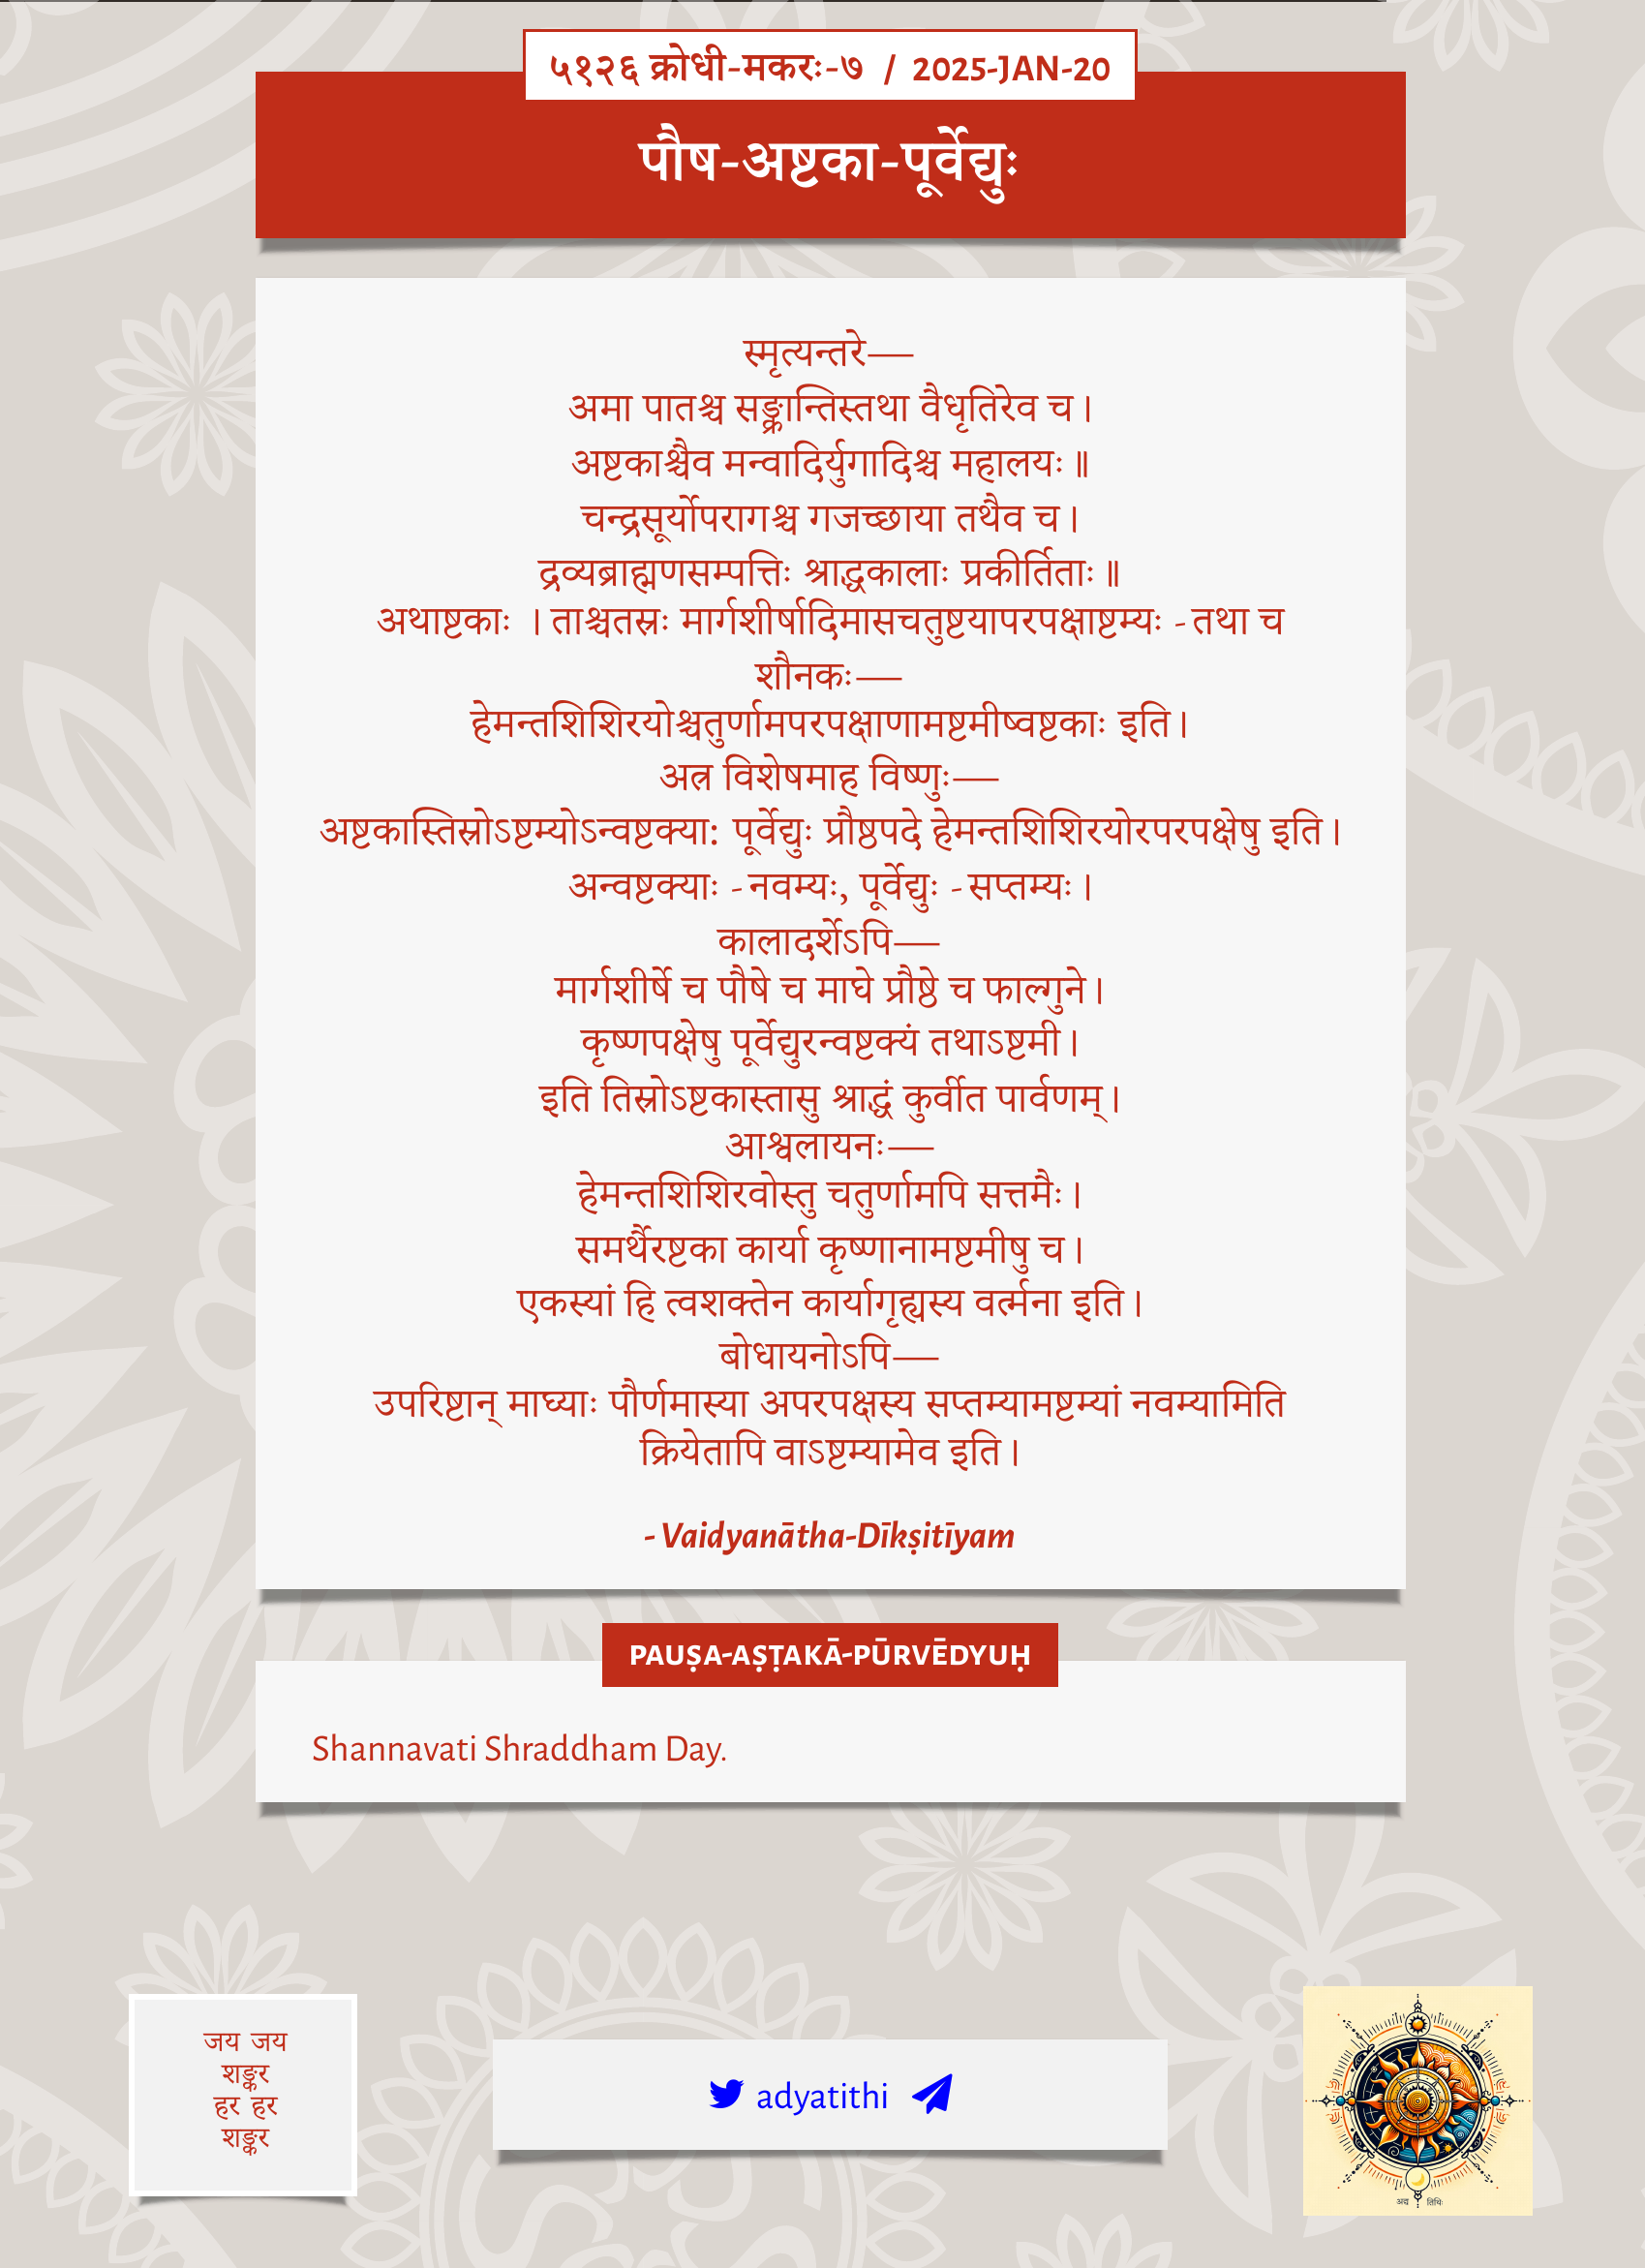 ५१२६ क्रोधी-मकरः-७ / 2025-JAN-20
पौष-अष्टका-पूर्वेद्युः
स्मृत्यन्तरे—
अमा पातश्च सङ्क्रान्तिस्तथा वैधृतिरेव च।
अष्टकाश्चैव मन्वादिर्युगादिश्च महालयः॥
चन्द्रसूर्योपरागश्च गजच्छाया तथैव च।
द्रव्यब्राह्मणसम्पत्तिः श्राद्धकालाः प्रकीर्तिताः॥
अथाष्टकाः । ताश्चतस्रः मार्गशीर्षादिमासचतुष्टयापरपक्षाष्टम्यः -तथा च
शौनकः—
हेमन्तशिशिरयोश्चतुर्णामपरपक्षाणामष्टमीष्वष्टकाः इति।
अत्र विशेषमाह विष्णुः—
अष्टकास्तिस्रोऽष्टम्योऽन्वष्टक्या: पूर्वेद्युः प्रौष्ठपदे हेमन्तशिशिरयोरपरपक्षेषु इति।
अन्वष्टक्याः -नवम्यः, पूर्वेद्युः -सप्तम्यः।
कालादर्शेऽपि—
मार्गशीर्षे च पौषे च माघे प्रौष्ठे च फाल्गुने।
कृष्णपक्षेषु पूर्वेद्युरन्वष्टक्यं तथाऽष्टमी।
इति तिस्रोऽष्टकास्तासु श्राद्धं कुर्वीत पार्वणम्।
आश्वलायनः—
हेमन्तशिशिरवोस्तु चतुर्णामपि सत्तमैः।
समर्थैरष्टका कार्या कृष्णानामष्टमीषु च।
एकस्यां हि त्वशक्तेन कार्यागृह्यस्य वर्त्मना इति।
बोधायनोऽपि—
उपरिष्टान् माघ्याः पौर्णमास्या अपरपक्षस्य सप्तम्यामष्टम्यां नवम्यामिति
क्रियेतापि वाऽष्टम्यामेव इति।
- Vaidyanātha-Dīkṣitīyam
PAUṢA-AṢṬAKĀ-PŪRVĒDYUḤ
Shannavati Shraddham Day.
जय जय
शङ्कर
हर हर
शङ्कर
adyatithi
अद्य तिथिः